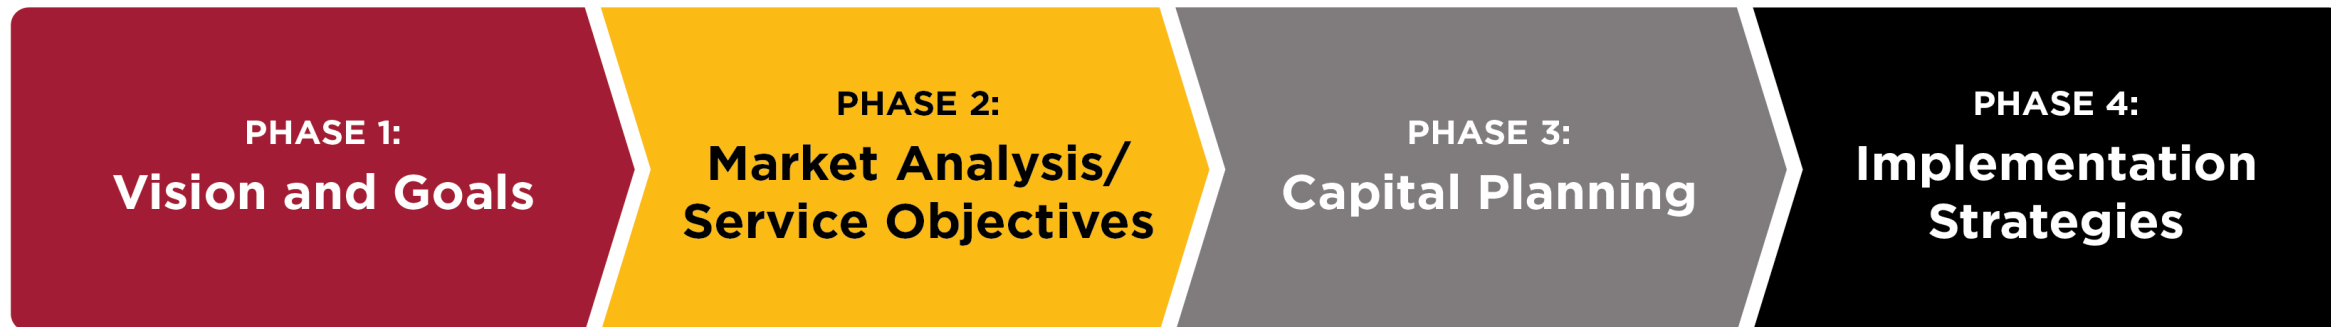 PHASE 1:
Vision and Goals
PHASE 2:
Market Analysis/
Service Objectives
PHASE 3:
Capital Planning
PHASE 4:
Implementation
Strategies